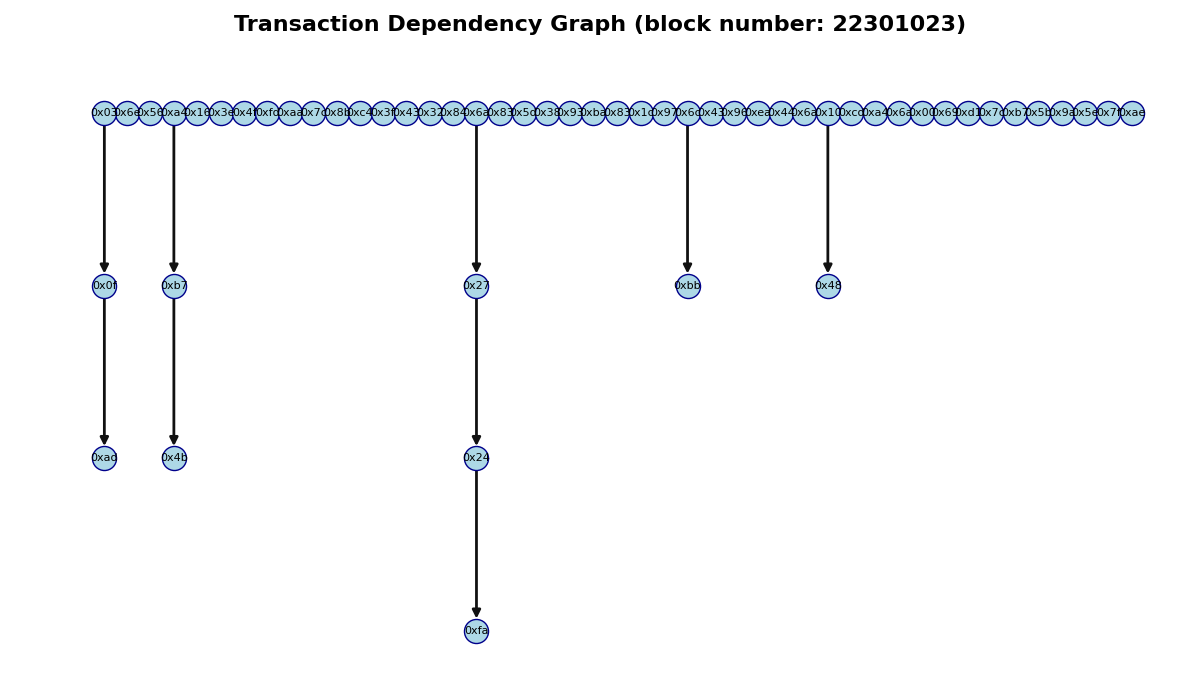 Transaction Dependency Graph (block number: 22301023)
0x03 0x6e 0x56 0xa4 0x16 0x3e 0x4f 0xfd 0xaa 0x7c 0x8b 0xc4 0x3f 0x43 0x32 0x84 0x6a 0x83 0x5d 0x38 0x93 0xba 0x83 0x1c 0x97 0x6c 0x43 0x96 0xea 0x44 0x6a 0x10 0xcc 0xa4 0x6a 0x00 0x69 0xd1 0x7c 0xb7 0x5b 0x9a 0x5e 0x7f 0xae
0x0f 0xb7 0x27 0xbb 0x48
0xad 0x4b 0x24
0xfa